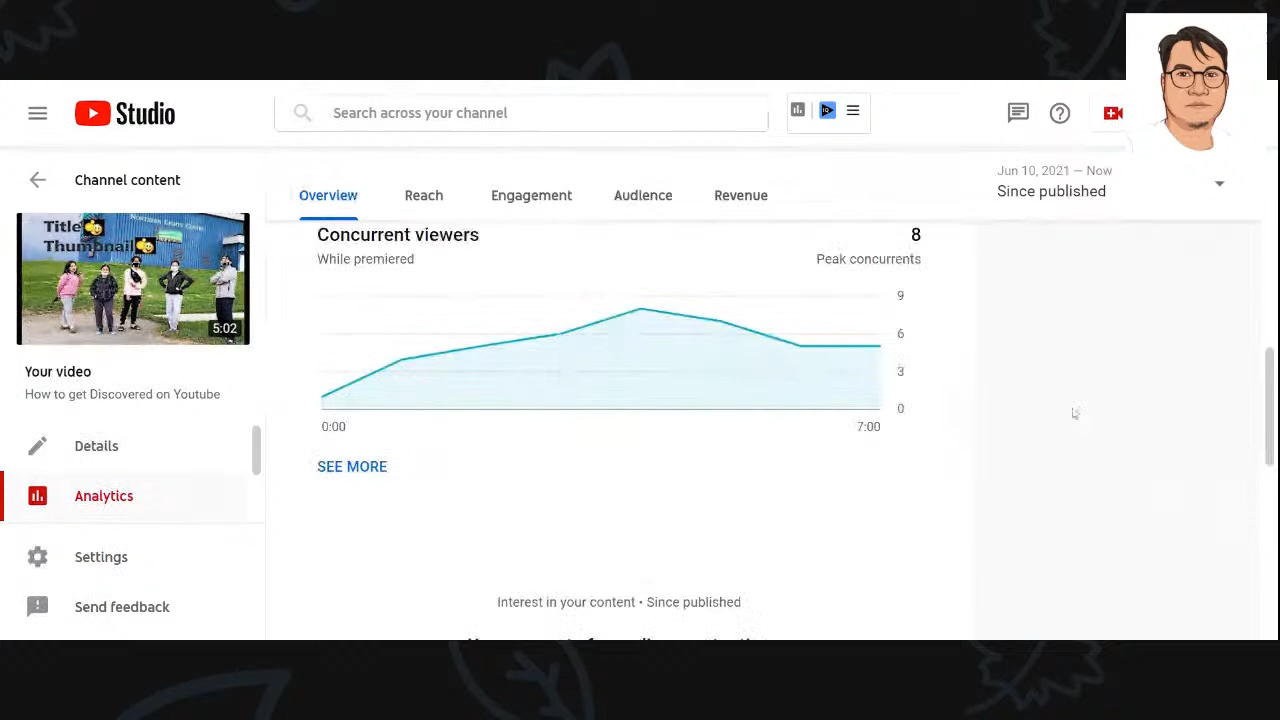 Studio
Search across your channel
Channel content
Jun 10, 2021 – Now
Since published
Overview
Reach
Engagement
Audience
Revenue
Title
Thumbnail
5:02
Your video
How to get Discovered on Youtube
Details
Analytics
Settings
Send feedback
Concurrent viewers
8
While premiered
Peak concurrents
9
6
3
0
0:00
7:00
SEE MORE
Interest in your content • Since published